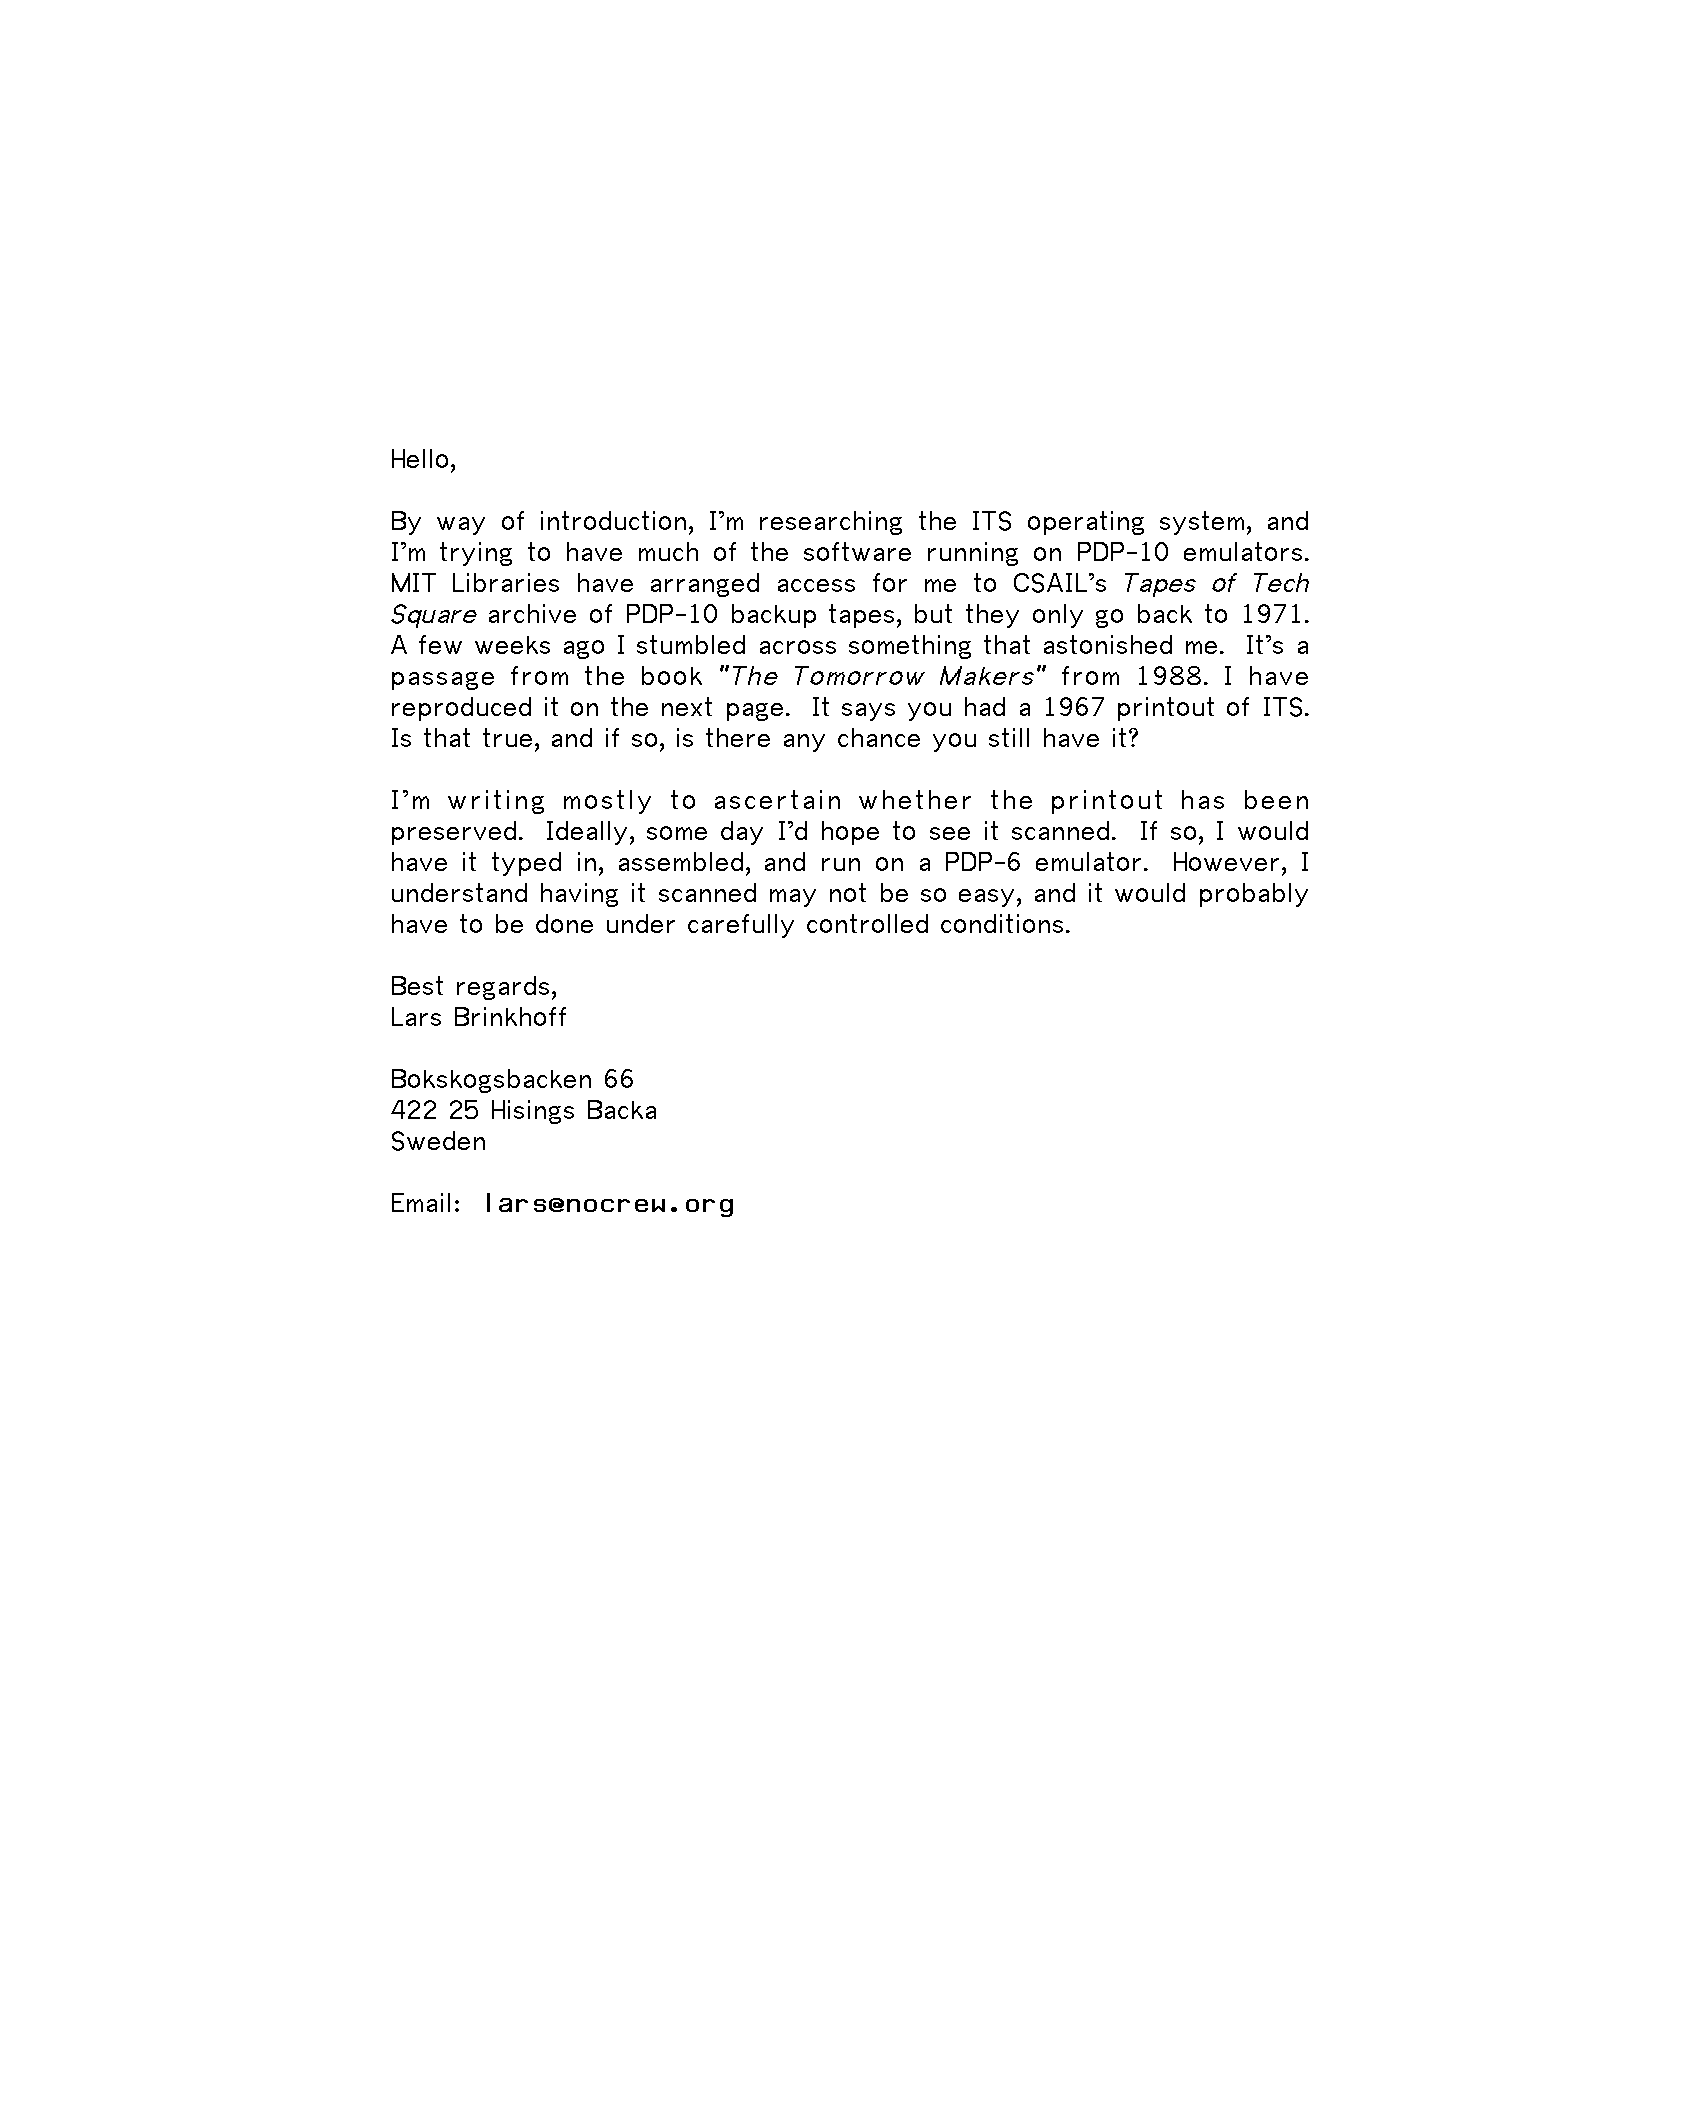 Hello,
By way of introduction, I'm researching the ITS operating system, and
I'm trying to have much of the software running on PDP-10 emulators.
MIT Libraries have arranged access for me to CSAIL's Tapes of Tech
Square archive of PDP-10 backup tapes, but they only go back to 1971.
A few weeks ago I stumbled across something that astonished me. It's a
passage from the book "The Tomorrow Makers" from 1988. I have
reproduced it on the next page. It says you had a 1967 printout of ITS.
Is that true, and if so, is there any chance you still have it?
I'm writing mostly to ascertain whether the printout has been
preserved. Ideally, some day I'd hope to see it scanned. If so, I would
have it typed in, assembled, and run on a PDP-6 emulator. However, I
understand having it scanned may not be so easy, and it would probably
have to be done under carefully controlled conditions.
Best regards,
Lars Brinkhoff
Bokskogsbacken 66
422 25 Hisings Backa
Sweden
Email: lars@nocrew.org